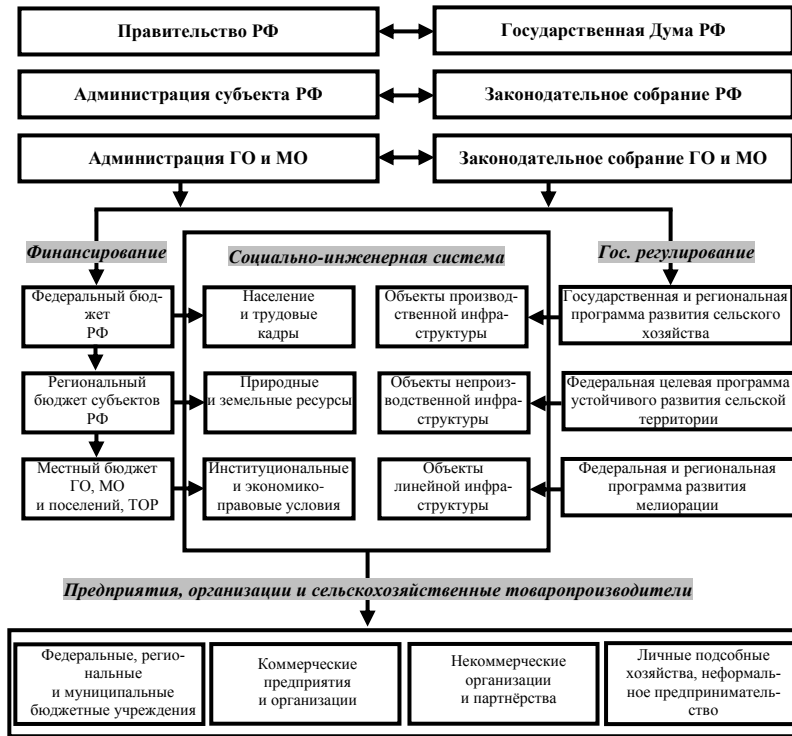 Правительство РФ
Государственная Дума РФ
Администрация субъекта РФ
Законодательное собрание РФ
Администрация ГО и МО
Законодательное собрание ГО и МО
Финансирование
Социально-инженерная система
Гос. регулирование
Федеральный бюд-
жет
РФ
Население
и трудовые
кадры
Объекты производ-
ственной инфра-
структуры
Государственная и региональная
программа развития сельского
хозяйства
Региональный
бюджет субъектов
РФ
Природные
и земельные ресурсы
Объекты непроиз-
водственной инфра-
структуры
Федеральная целевая программа
устойчивого развития сельской
территории
Местный бюджет
ГО, МО
и поселений, ТОР
Институциональные
и экономико-
правовые условия
Объекты
линейной инфра-
структуры
Федеральная и региональная
программа развития
мелиорации
Предприятия, организации и сельскохозяйственные товаропроизводители
Федеральные, регио-
нальные
и муниципальные
бюджетные учреждения
Коммерческие
предприятия
и организации
Некоммерческие
организации
и партнёрства
Личные подсобные
хозяйства, неформаль-
ное предпринимательство